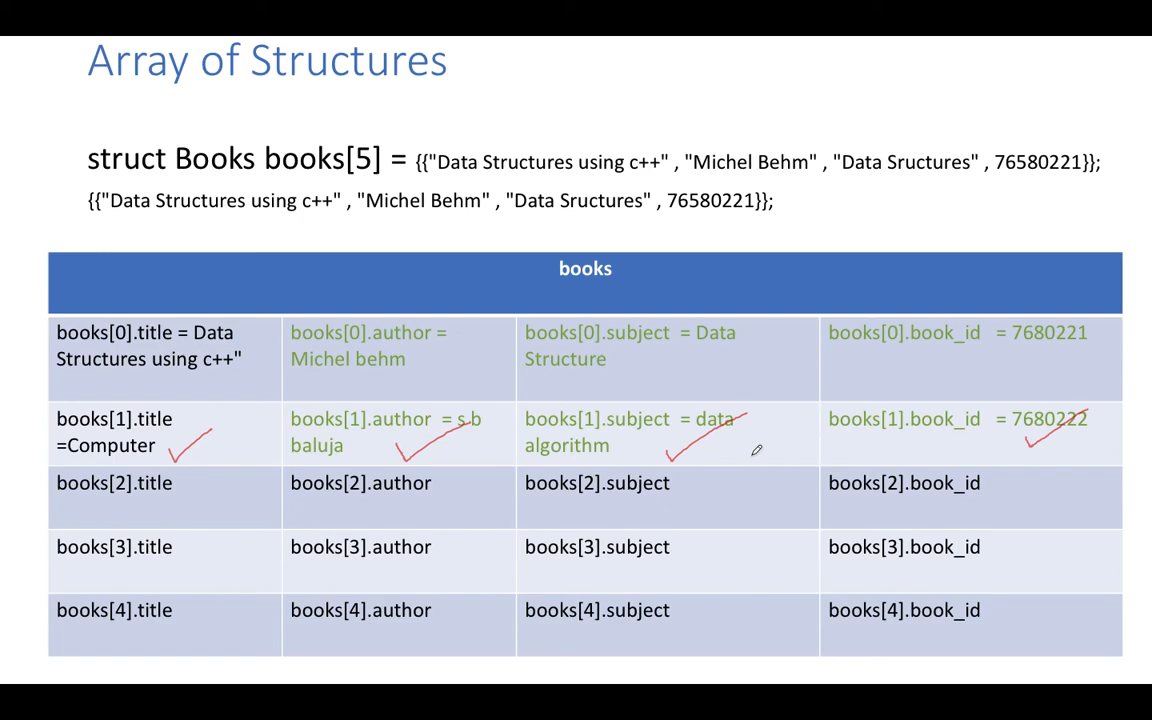 Array of Structures
struct Books books[5] = {{"Data Structures using c++" , "Michel Behm" , "Data Sructures" , 76580221}};
{{"Data Structures using c++" , "Michel Behm" , "Data Sructures" , 76580221}};
books
books[0].title = Data
Structures using c++"
books[0].author =
Michel behm
books[0].subject = Data
Structure
books[0].book_id = 7680221
books[1].title
=Computer
books[1].author = s.b
baluja
books[1].subject = data
algorithm
books[1].book_id = 7680222
books[2].title
books[2].author
books[2].subject
books[2].book_id
books[3].title
books[3].author
books[3].subject
books[3].book_id
books[4].title
books[4].author
books[4].subject
books[4].book_id